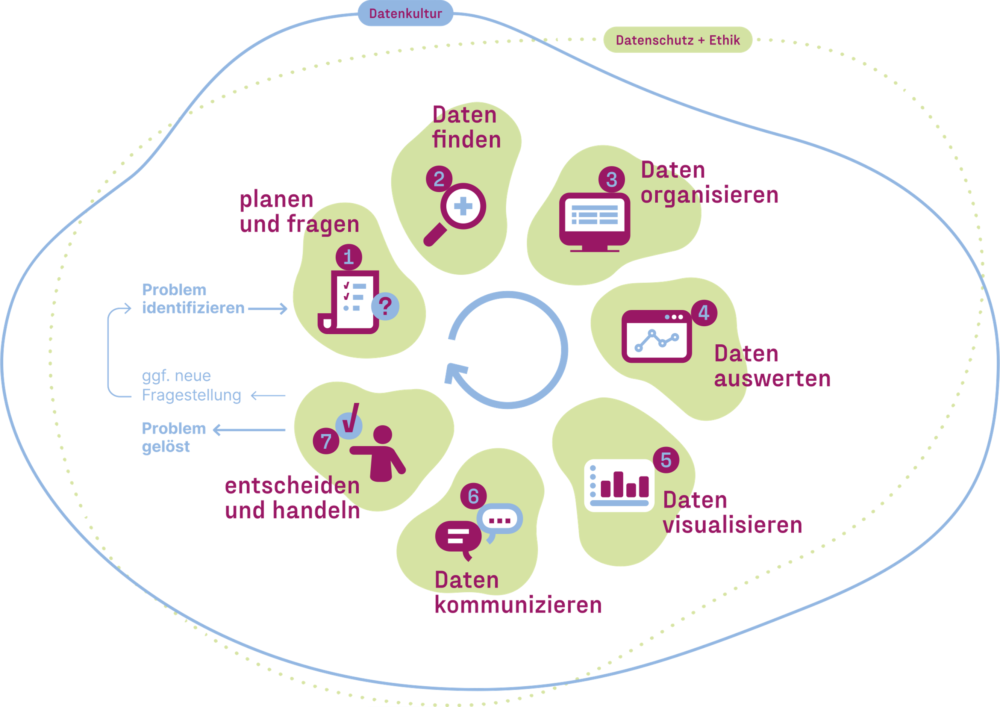 Datenkultur
Datenschutz + Ethik
planen
und fragen
1
?
Daten
finden
2
Daten
organisieren
3
4
Daten
auswerten
5
Daten
visualisieren
6
Daten
kommunizieren
7
entscheiden
und handeln
Problem
identifizieren
ggf. neue
Fragestellung
Problem
gelöst